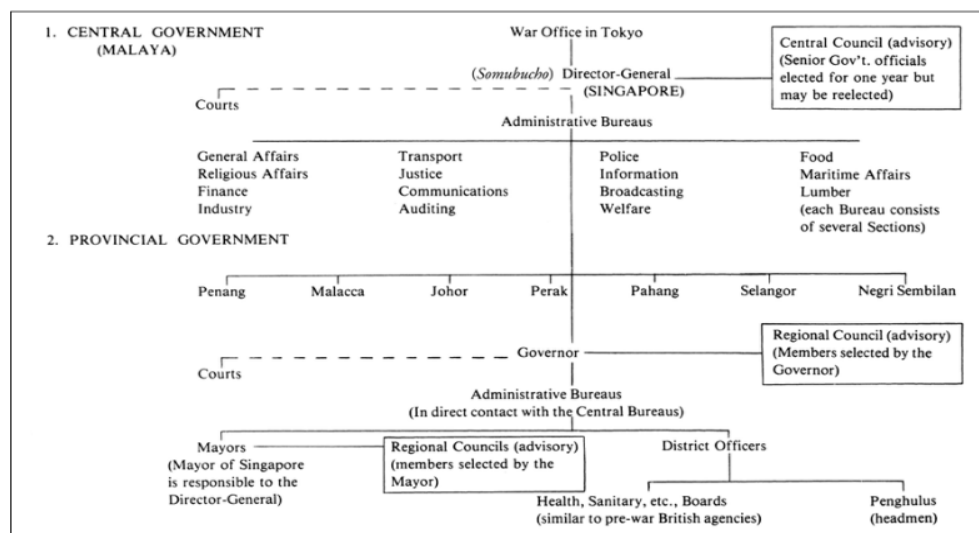 1. CENTRAL GOVERNMENT
(MALAYA)
War Office in Tokyo
(Somubucho) Director-General
(SINGAPORE)
Central Council (advisory)
(Senior Gov't. officials
elected for one year but
may be reelected)
Courts
Administrative Bureaus
General Affairs
Religious Affairs
Finance
Industry
Transport
Justice
Communications
Auditing
Police
Information
Broadcasting
Welfare
Food
Maritime Affairs
Lumber
(each Bureau consists
of several Sections)
2. PROVINCIAL GOVERNMENT
Penang Malacca Johor Perak Pahang Selangor Negri Sembilan
Governor
Regional Council (advisory)
(Members selected by the
Governor)
Courts
Administrative Bureaus
(In direct contact with the Central Bureaus)
Mayors
(Mayor of Singapore
is responsible to the
Director-General)
Regional Councils (advisory)
(members selected by the
Mayor)
District Officers
Health, Sanitary, etc., Boards
(similar to pre-war British agencies)
Penghulus
(headmen)